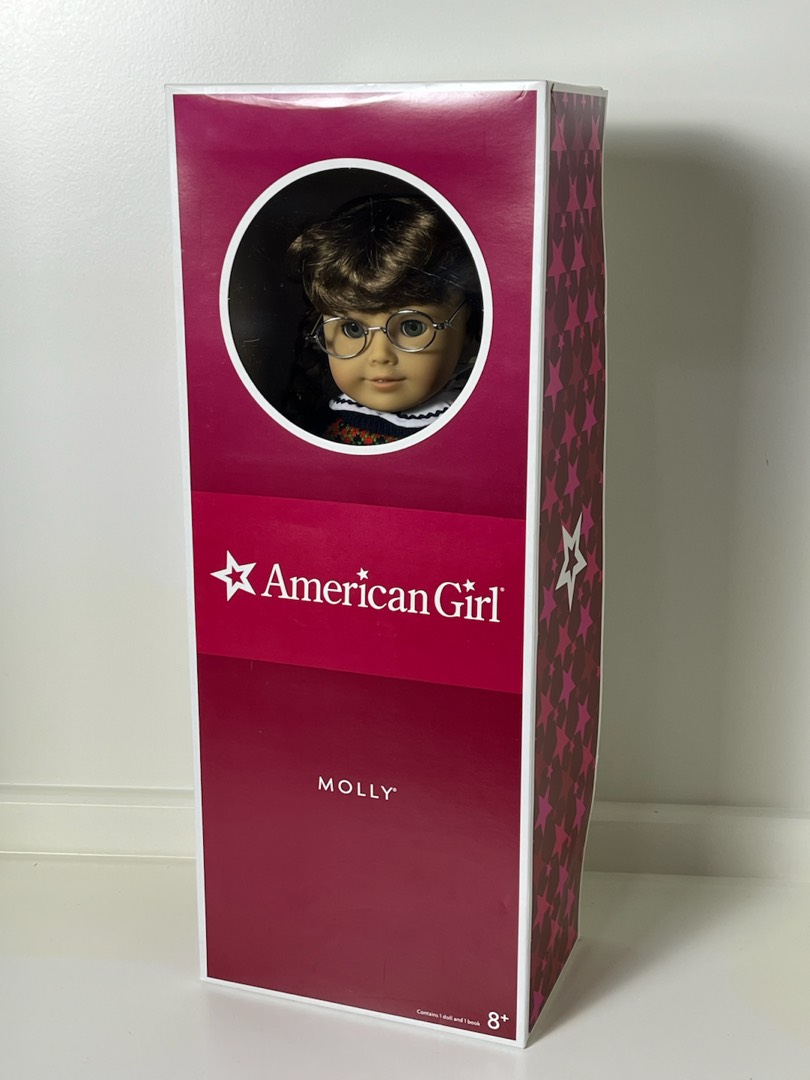 American Girl®
MOLLY®
Contains 1 doll and 1 book
8+